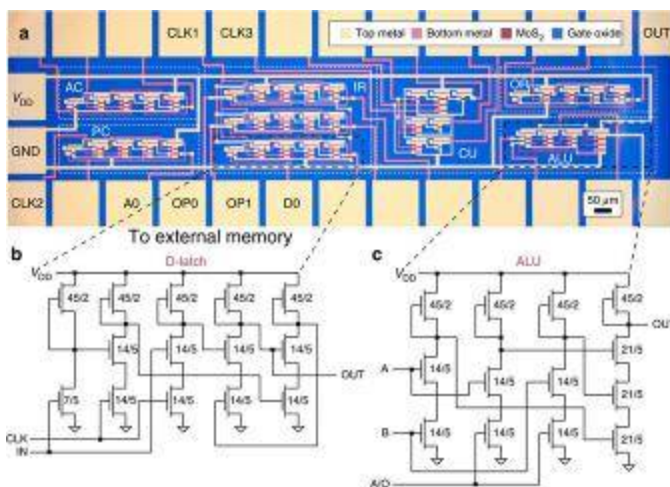 a
CLK1 CLK3
Top metal Bottom metal MoS2 Gate oxide
OUT
AC
IR
OR
VDD
PC
GND
CU
ALU
CLK2 A0 OP0 OP1 D0
50 µm
To external memory
b
D-latch
VDD
45/2 45/2 45/2 45/2 45/2
14/5 14/5 14/5 14/5
OUT
7/5 14/5 14/5 14/5 14/5
CLK
IN
c
ALU
VDD
45/2 45/2 45/2 45/2
OU
A
14/5 14/5 14/5 21/5
21/5
B
14/5 14/5 14/5 21/5
A/O